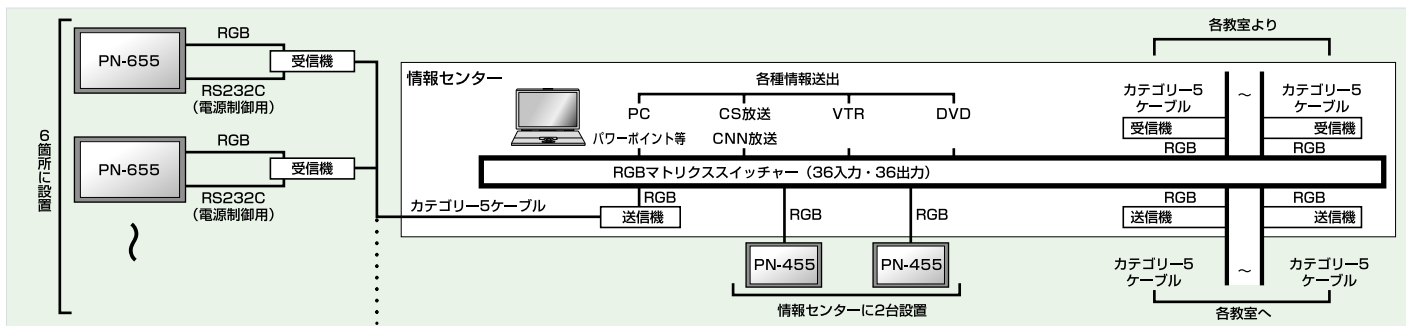 6箇所に設置
PN-655
RGB
RS232C
(電源制御用)
受信機
PN-655
RGB
RS232C
(電源制御用)
受信機
〜
カテゴリー5ケーブル
情報センター
各種情報送出
PC
CS放送
VTR
DVD
パワーポイント等
CNN放送
RGBマトリクススイッチャー（36入力・36出力）
RGB
送信機
RGB
RGB
PN-455
PN-455
情報センターに2台設置
各教室より
カテゴリー5
ケーブル
受信機
RGB
〜
カテゴリー5
ケーブル
受信機
RGB
RGB
送信機
カテゴリー5
ケーブル
〜
RGB
送信機
カテゴリー5
ケーブル
各教室へ